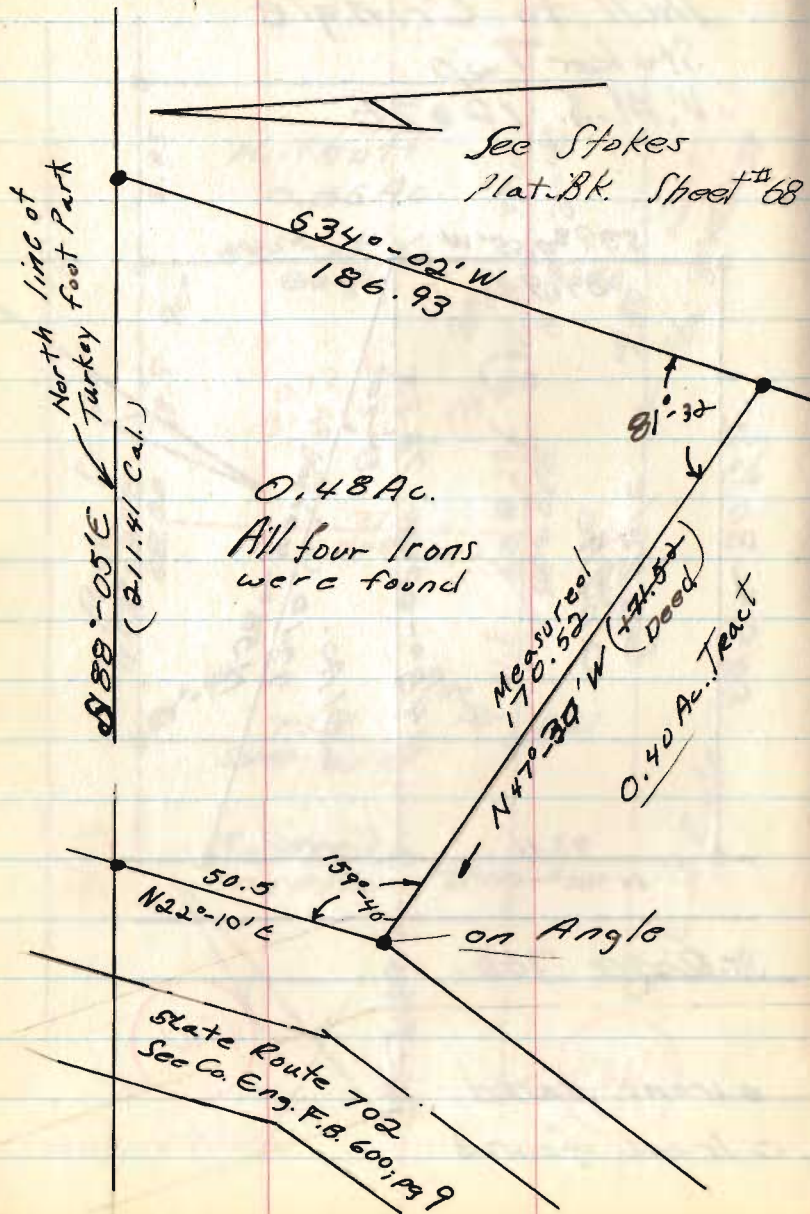 See Stokes
Plat.Bk. Sheet #68
North line of
Turkey foot Park
S34°-02'W
186.93
81°-32
S88°-05'E
(211.41 Cal.)
0.48 Ac.
All four Irons
were found
Measured
170.52
(171.52)
Deed
N47°-30'W
0.40 Ac. Tract
159°-40
50.5
N22°-10'E
on Angle
State Route 702
See Co. Eng. F.B. 600; pg 9